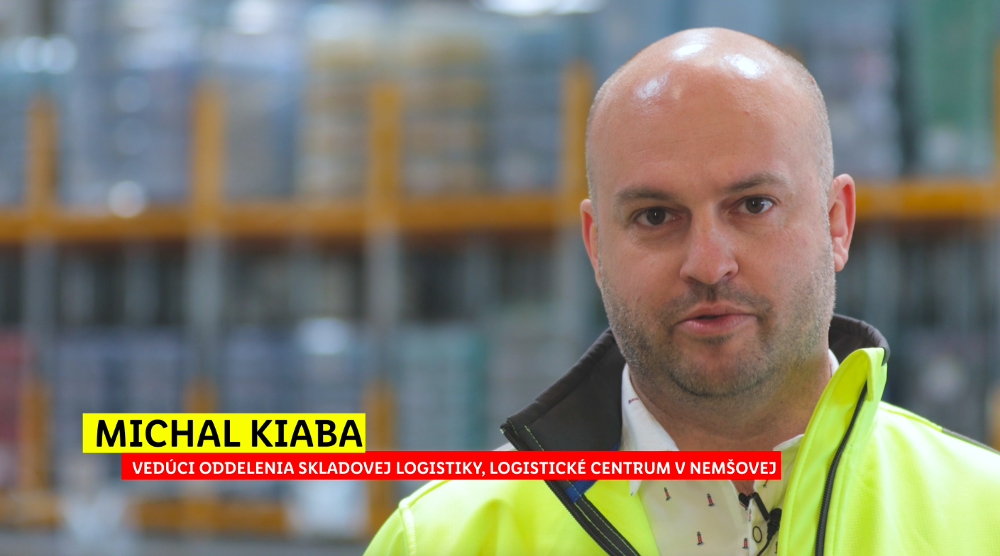 MICHAL KIABA
VEDÚCI ODDELENIA SKLADOVEJ LOGISTIKY, LOGISTICKÉ CENTRUM V NEMŠOVEJ